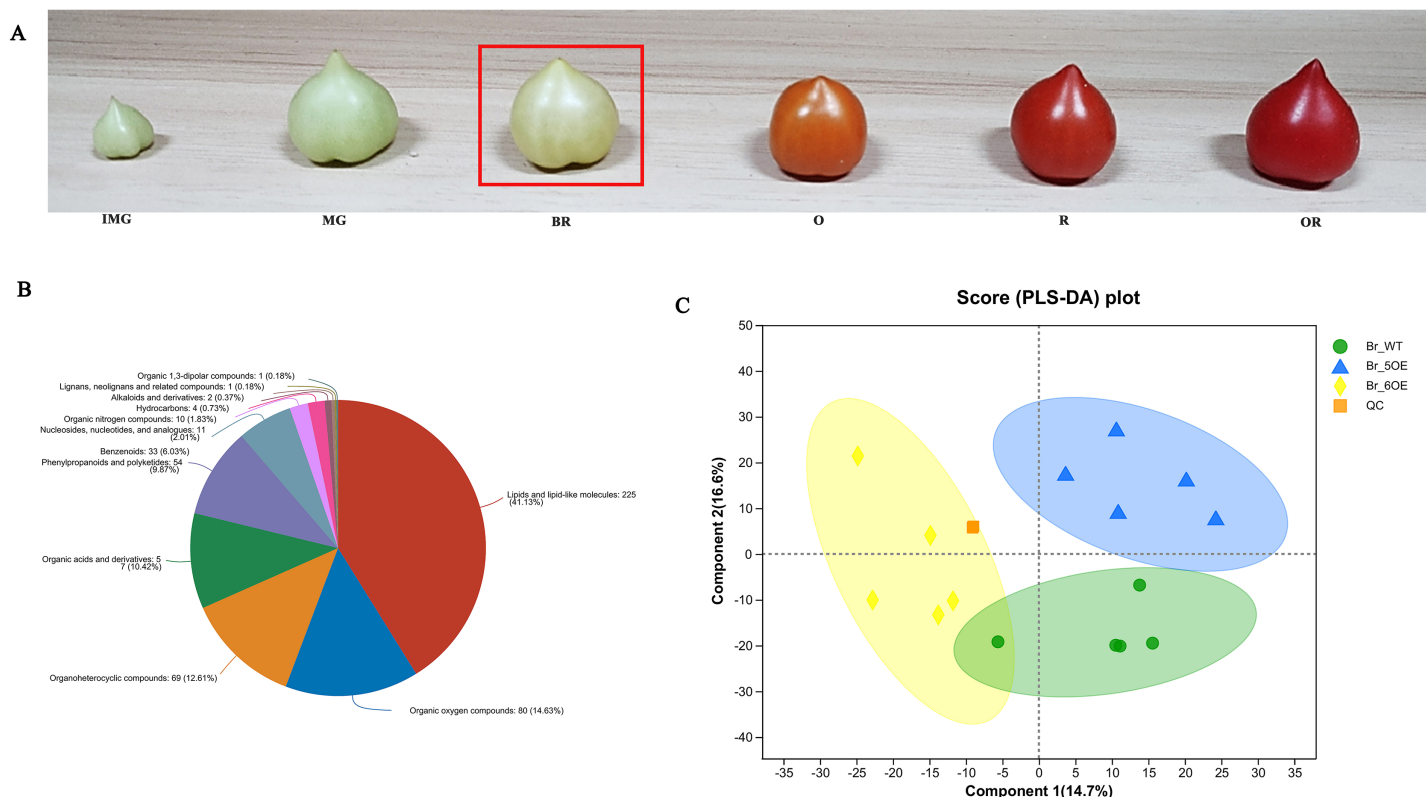 A
IMG
MG
BR
O
R
OR
B
Organic 1,3-dipolar compounds: 1 (0.18%)
Lignans, neolignans and related compounds: 1 (0.18%)
Alkaloids and derivatives: 2 (0.37%)
Hydrocarbons: 4 (0.73%)
Organic nitrogen compounds: 10 (1.83%)
Nucleosides, nucleotides, and analogues: 11
(2.01%)
Benzenoids: 33 (6.03%)
Phenylpropanoids and polyketides: 54
(9.87%)
Lipids and lipid-like molecules: 225
(41.13%)
Organic acids and derivatives: 5
7 (10.42%)
Organoheterocyclic compounds: 69 (12.61%)
Organic oxygen compounds: 80 (14.63%)
C
Score (PLS-DA) plot
Component 2(16.6%)
50
40
30
20
10
0
-10
-20
-30
-40
-35
-30
-25
-20
-15
-10
-5
0
5
10
15
20
25
30
35
Component 1(14.7%)
Br_WT
Br_5OE
Br_6OE
QC